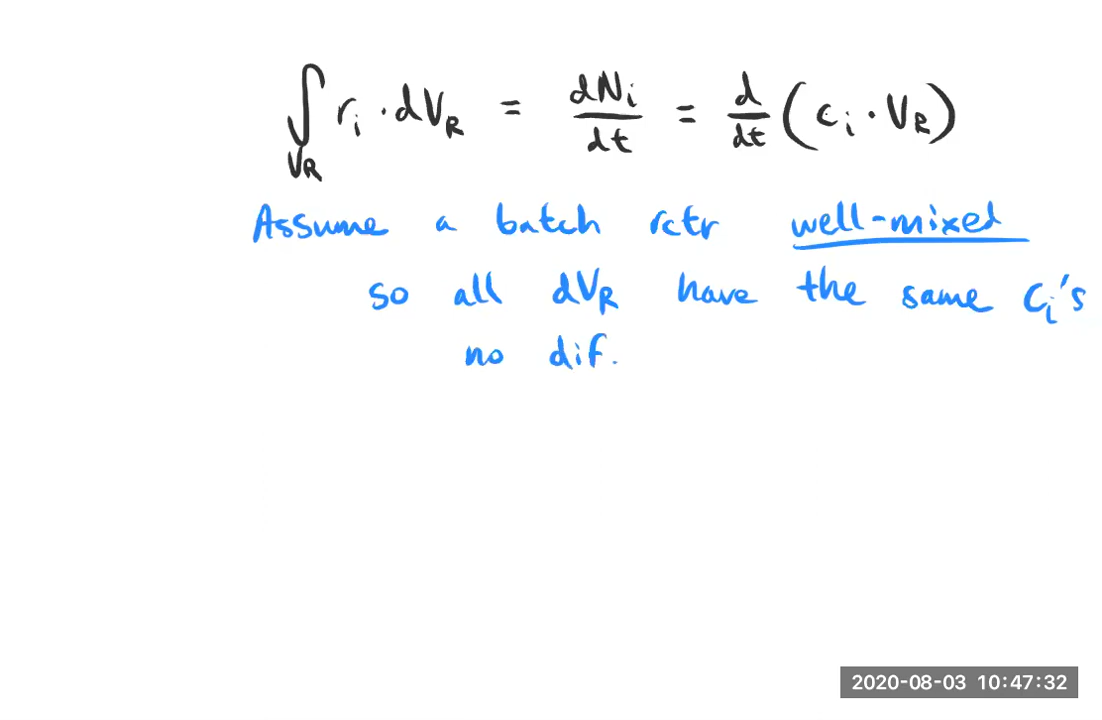 ∫_{V_R} r_i · dV_R = dN_i/dt = d/dt (c_i · V_R)
Assume a batch rctr well-mixed
so all dV_R have the same c_i's
no dif.
2020-08-03 10:47:32